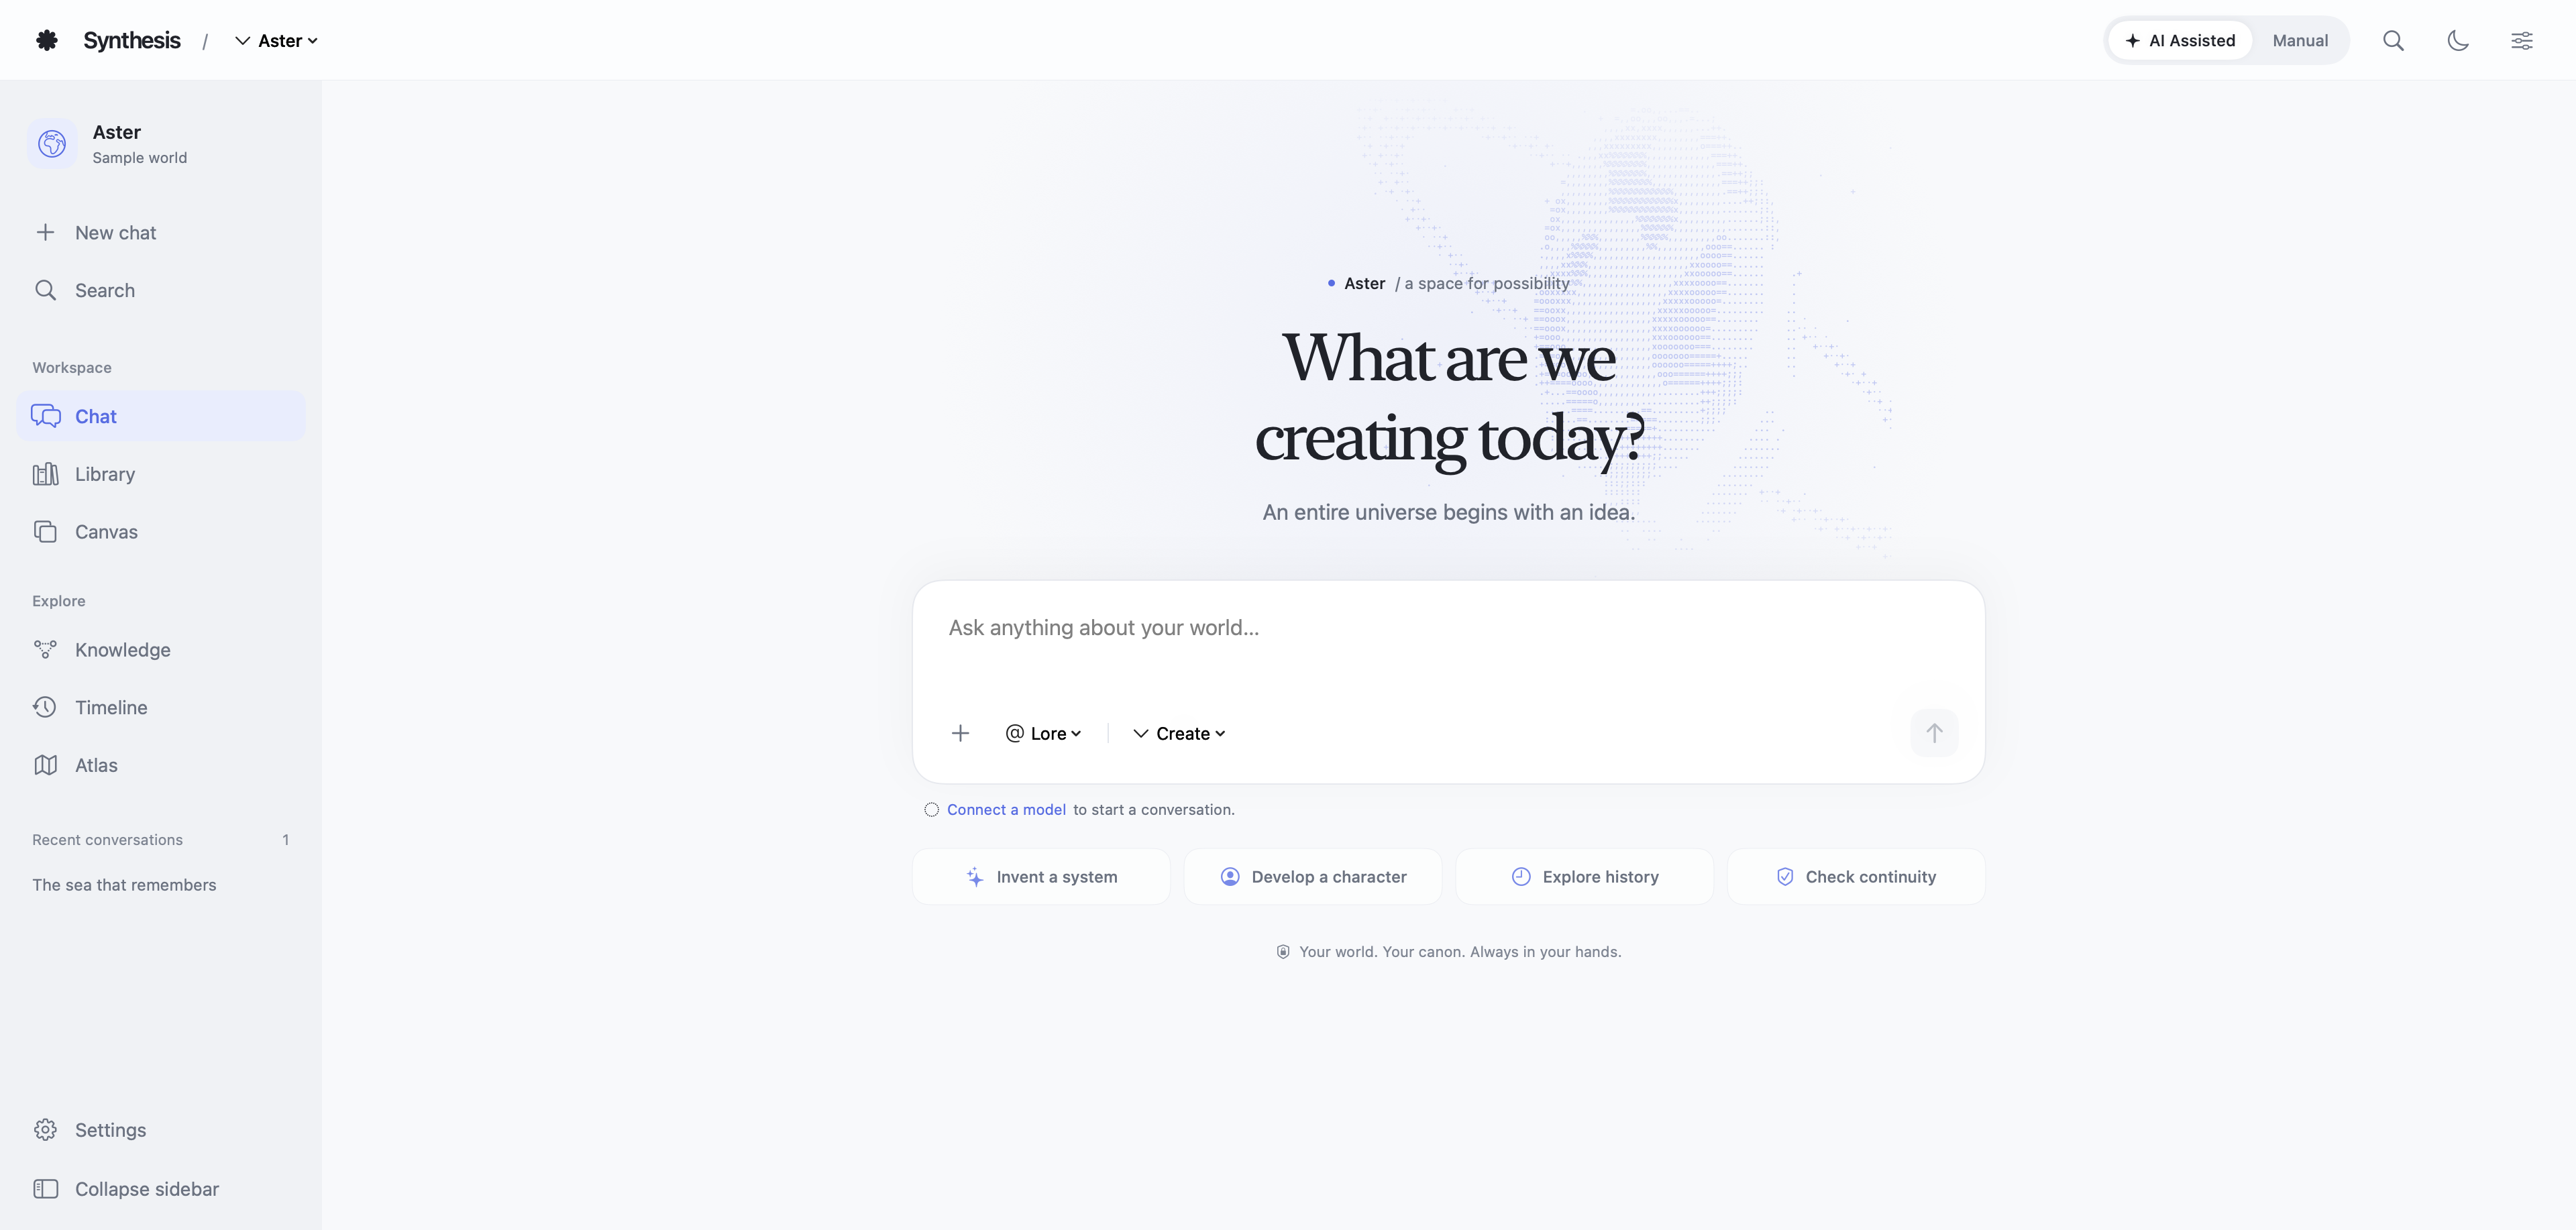 Synthesis / Aster
AI Assisted Manual
Aster
Sample world
New chat
Search
Workspace
Chat
Library
Canvas
Explore
Knowledge
Timeline
Atlas
Recent conversations 1
The sea that remembers
Settings
Collapse sidebar
Aster / a space for possibility
What are we
creating today?
An entire universe begins with an idea.
Ask anything about your world...
@ Lore Create
Connect a model to start a conversation.
Invent a system Develop a character Explore history Check continuity
Your world. Your canon. Always in your hands.